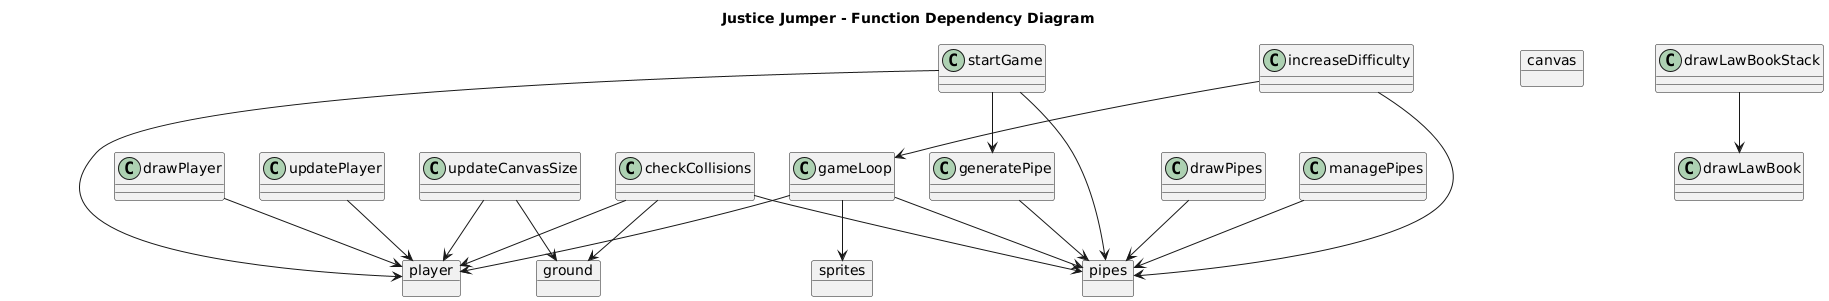 Justice Jumper - Function Dependency Diagram
C startGame
C increaseDifficulty
canvas
C drawLawBookStack
C drawPlayer
C updatePlayer
C updateCanvasSize
C checkCollisions
C gameLoop
C generatePipe
C drawPipes
C managePipes
C drawLawBook
player
ground
sprites
pipes